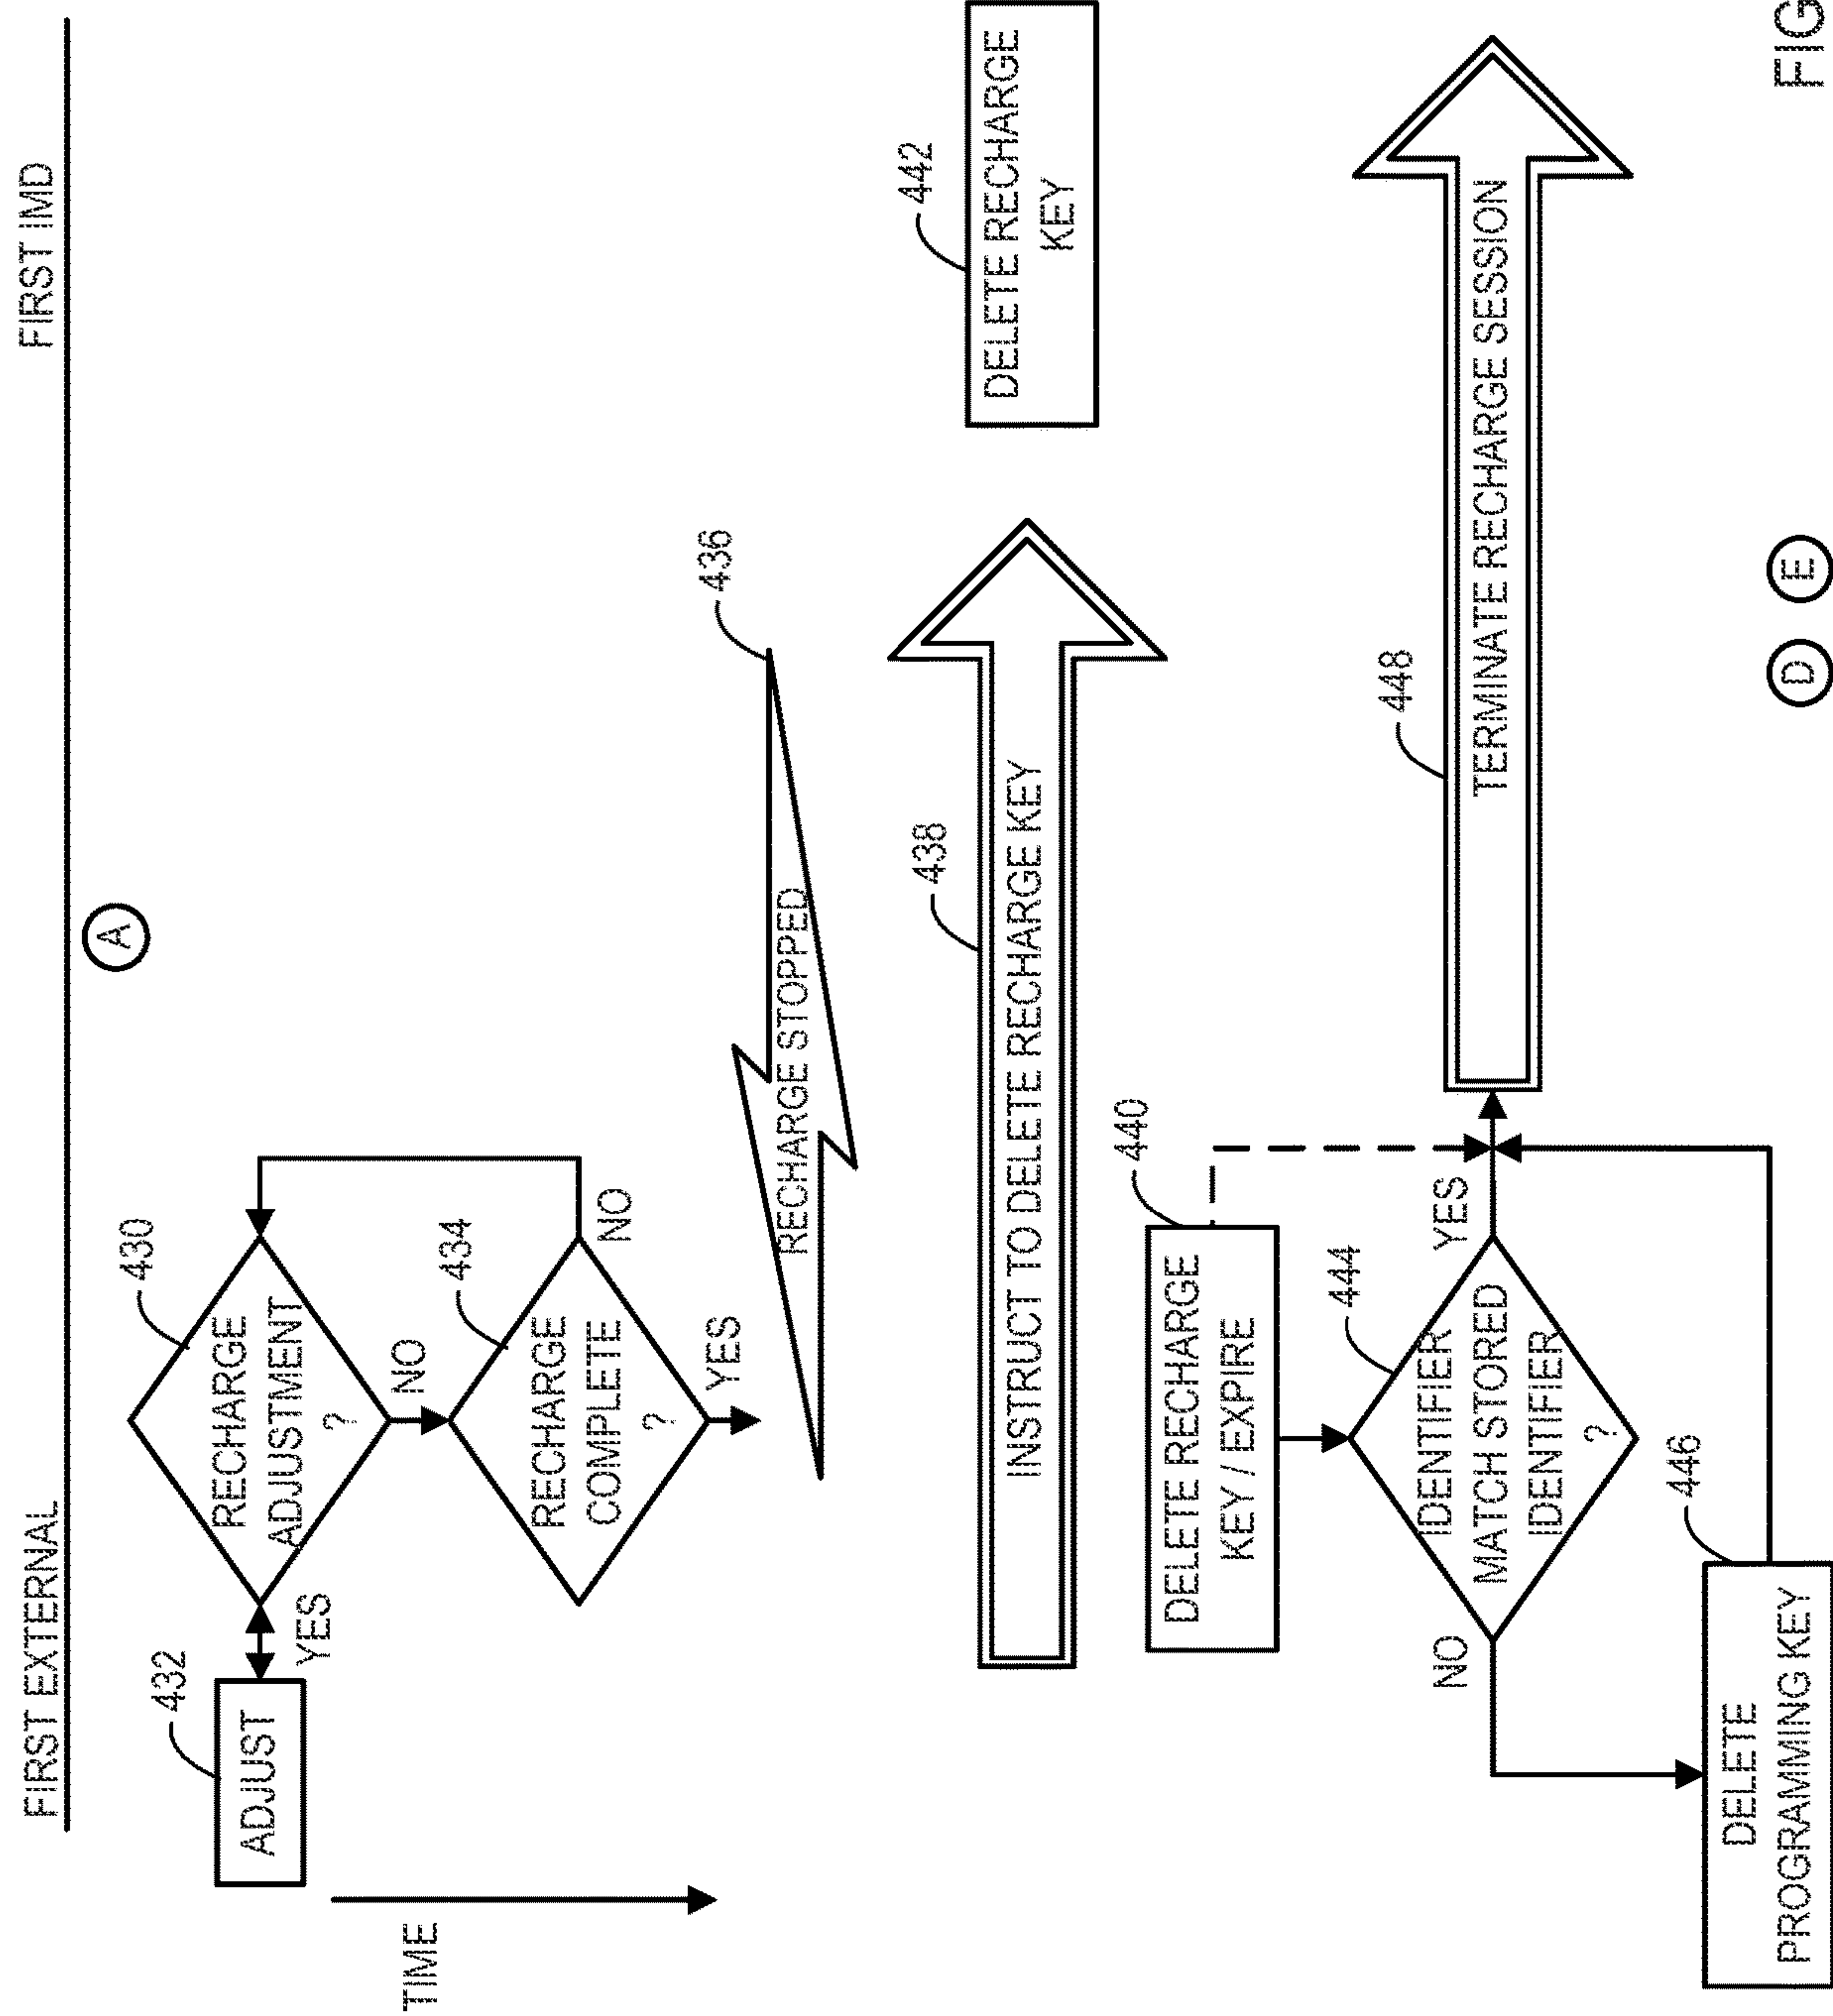 FIRST EXTERNAL
FIRST IMD
A
430
RECHARGE
ADJUSTMENT
?
432
ADJUST
YES
NO
434
RECHARGE
COMPLETE
?
NO
YES
TIME
436
RECHARGE STOPPED
438
INSTRUCT TO DELETE RECHARGE KEY
442
DELETE RECHARGE
KEY
440
DELETE RECHARGE
KEY / EXPIRE
444
IDENTIFIER
MATCH STORED
IDENTIFIER
?
YES
NO
448
TERMINATE RECHARGE SESSION
446
DELETE
PROGRAMMING KEY
D
E
FIG